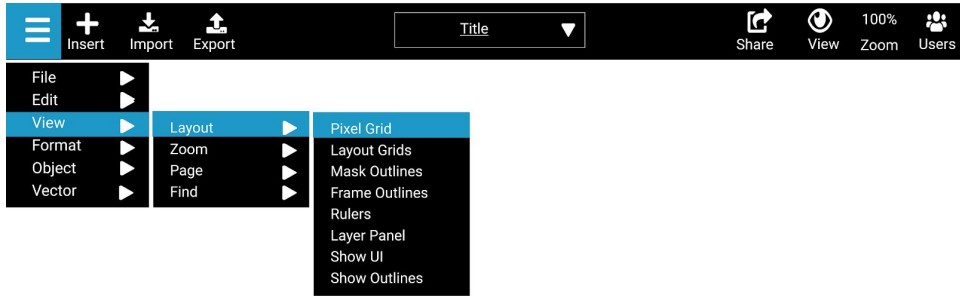 Insert Import Export Title Share View 100% Zoom Users
File
Edit
View
Format
Object
Vector
Layout
Zoom
Page
Find
Pixel Grid
Layout Grids
Mask Outlines
Frame Outlines
Rulers
Layer Panel
Show UI
Show Outlines